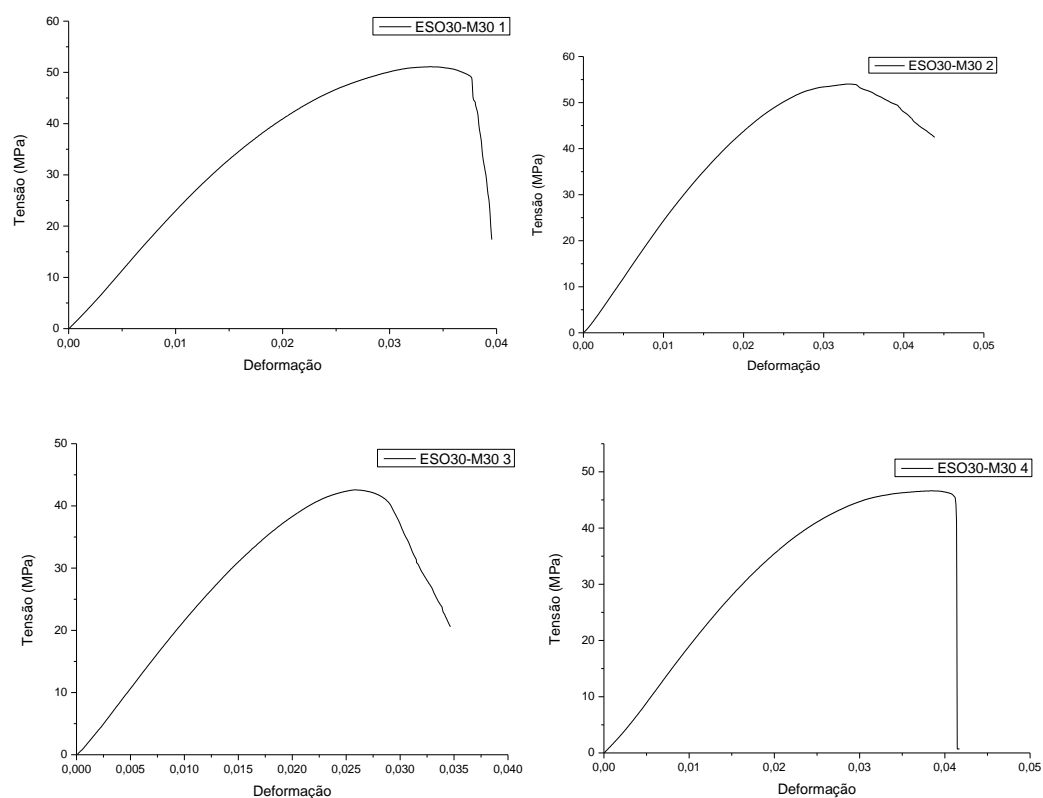 ESO30-M30 1
60
50
40
30
20
10
0
Tensão (MPa)
0,00 0,01 0,02 0,03 0,04
Deformação
ESO30-M30 2
60
50
40
30
20
10
0
Tensão (MPa)
0,00 0,01 0,02 0,03 0,04 0,05
Deformação
ESO30-M30 3
50
40
30
20
10
0
Tensão (MPa)
0,000 0,005 0,010 0,015 0,020 0,025 0,030 0,035 0,040
Deformação
ESO30-M30 4
50
40
30
20
10
0
Tensão (MPa)
0,00 0,01 0,02 0,03 0,04 0,05
Deformação